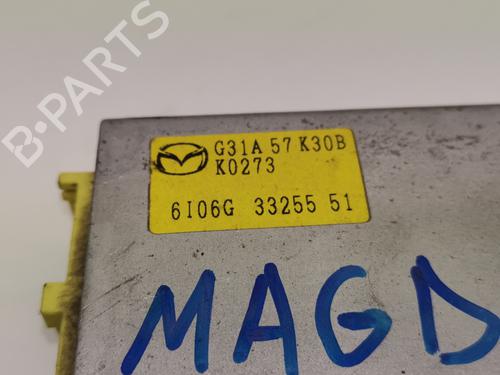 B-PARTS
G31A 57 K30B
K0273
6I06G 33255 51
MAGD